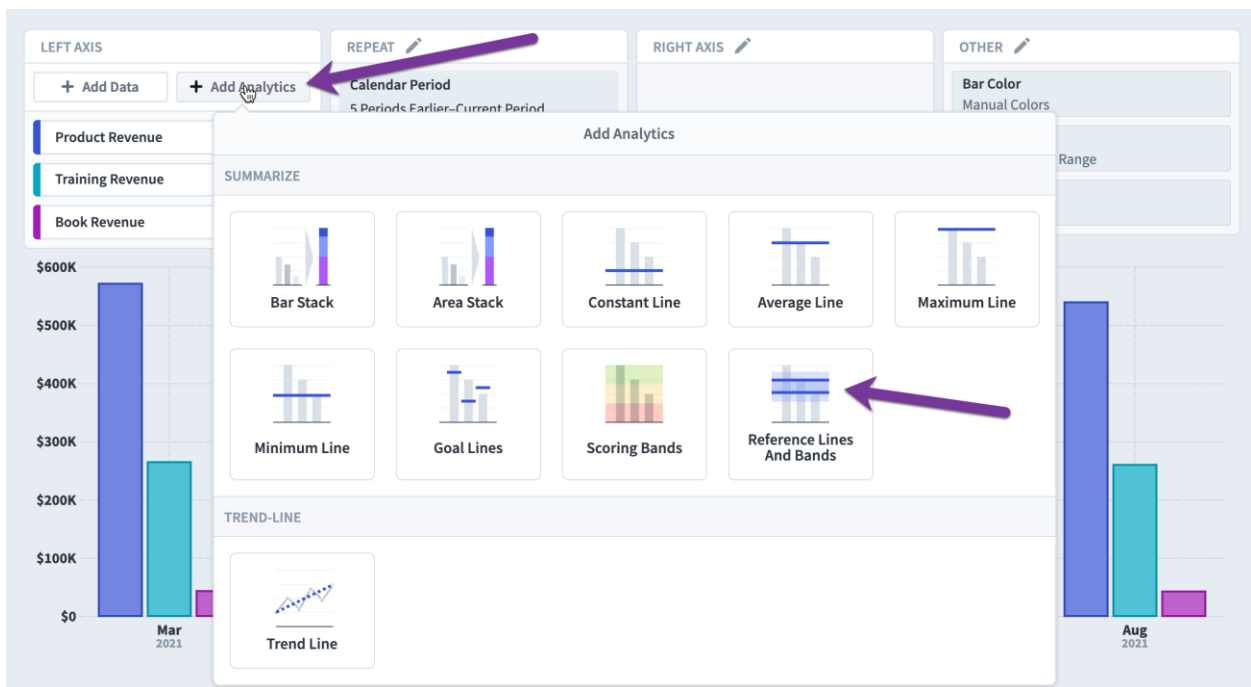 LEFT AXIS
REPEAT
RIGHT AXIS
OTHER
+ Add Data
+ Add Analytics
Calendar Period
5 Periods Earlier–Current Period
Bar Color
Manual Colors
Product Revenue
Training Revenue
Book Revenue
Range
Add Analytics
SUMMARIZE
Bar Stack
Area Stack
Constant Line
Average Line
Maximum Line
Minimum Line
Goal Lines
Scoring Bands
Reference Lines
And Bands
TREND-LINE
Trend Line
$600K
$500K
$400K
$300K
$200K
$100K
$0
Mar
2021
Aug
2021